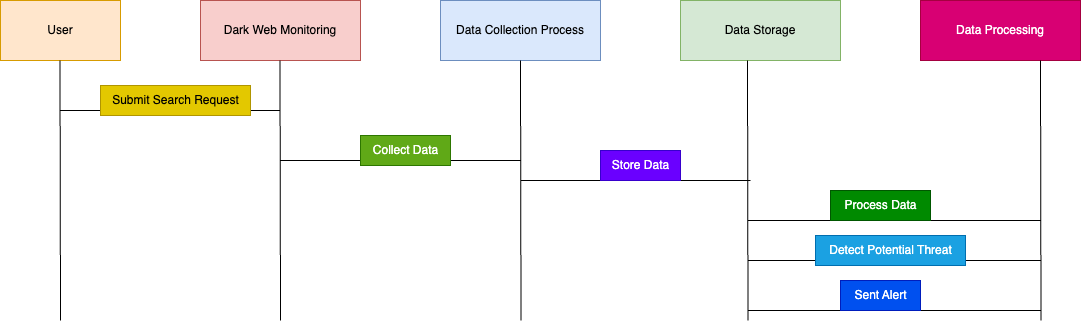 User
Dark Web Monitoring
Data Collection Process
Data Storage
Data Processing
Submit Search Request
Collect Data
Store Data
Process Data
Detect Potential Threat
Sent Alert